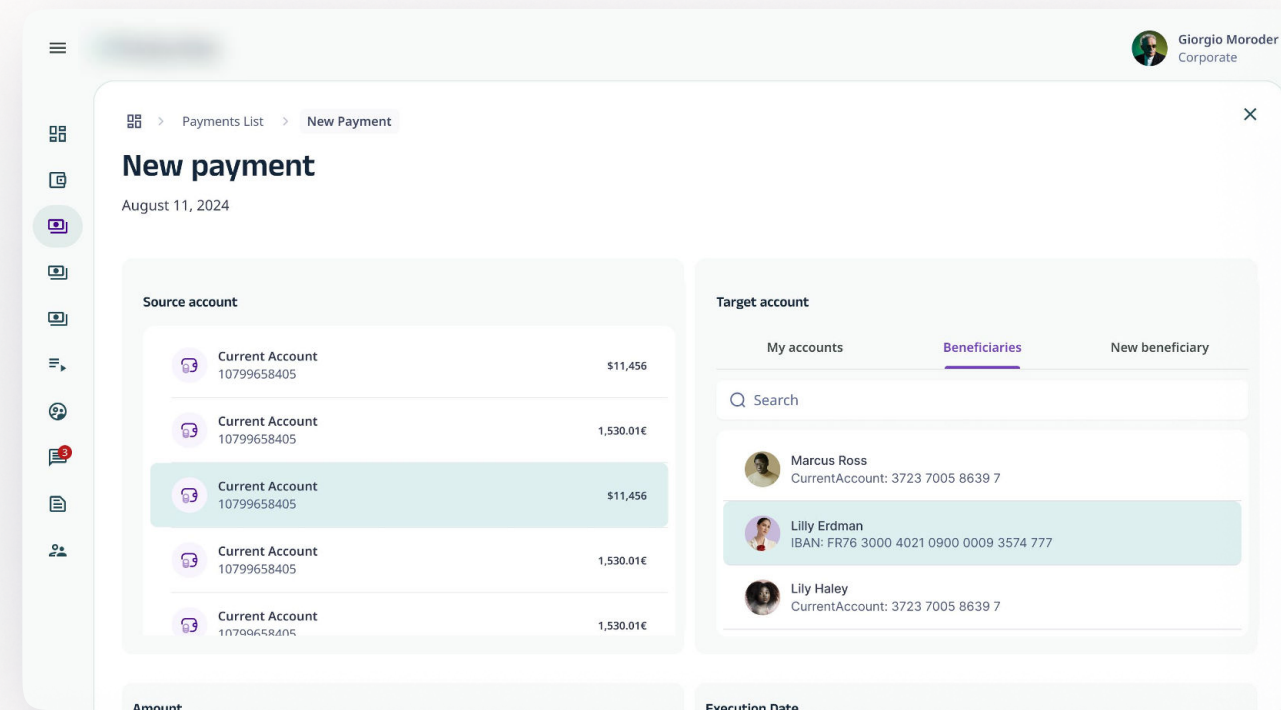 Giorgio Moroder
Corporate
Payments List > New Payment
New payment
August 11, 2024
Source account
Current Account
10799658405
$11,456
Current Account
10799658405
1,530.01€
Current Account
10799658405
$11,456
Current Account
10799658405
1,530.01€
Current Account
10799658405
1,530.01€
Target account
My accounts Beneficiaries New beneficiary
Search
Marcus Ross
CurrentAccount: 3723 7005 8639 7
Lilly Erdman
IBAN: FR76 3000 4021 0900 0009 3574 777
Lily Haley
CurrentAccount: 3723 7005 8639 7
3
Amount
Execution Date